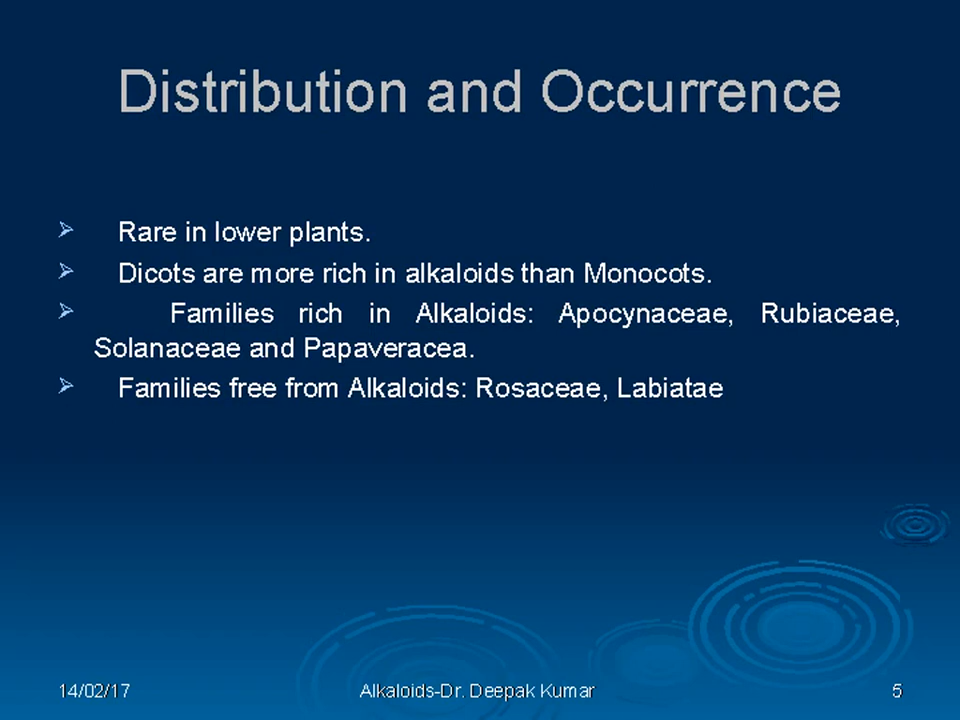 Distribution and Occurrence
Rare in lower plants.
Dicots are more rich in alkaloids than Monocots.
Families rich in Alkaloids: Apocynaceae, Rubiaceae,
Solanaceae and Papaveracea.
Families free from Alkaloids: Rosaceae, Labiatae
14/02/17
Alkaloids-Dr. Deepak Kumar
5